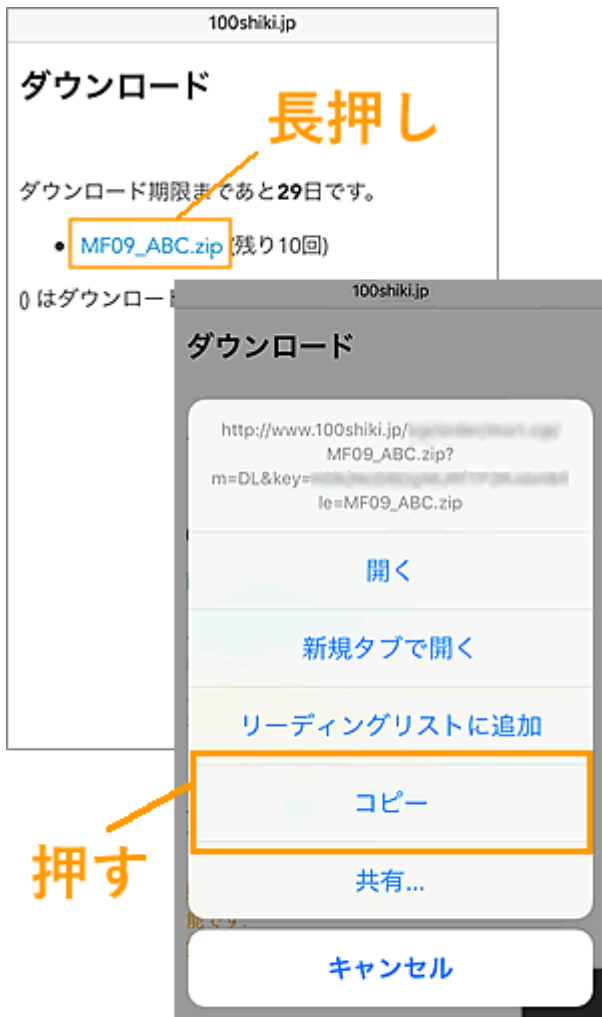 100shiki.jp
ダウンロード
長押し
ダウンロード期限まであと29日です。
• MF09_ABC.zip (残り10回)
() はダウンロー
100shiki.jp
ダウンロード
http://www.100shiki.jp/
MF09_ABC.zip?
m=DL&key=
le=MF09_ABC.zip
開く
新規タブで開く
リーディングリストに追加
コピー
押す
共有...
能です.
キャンセル